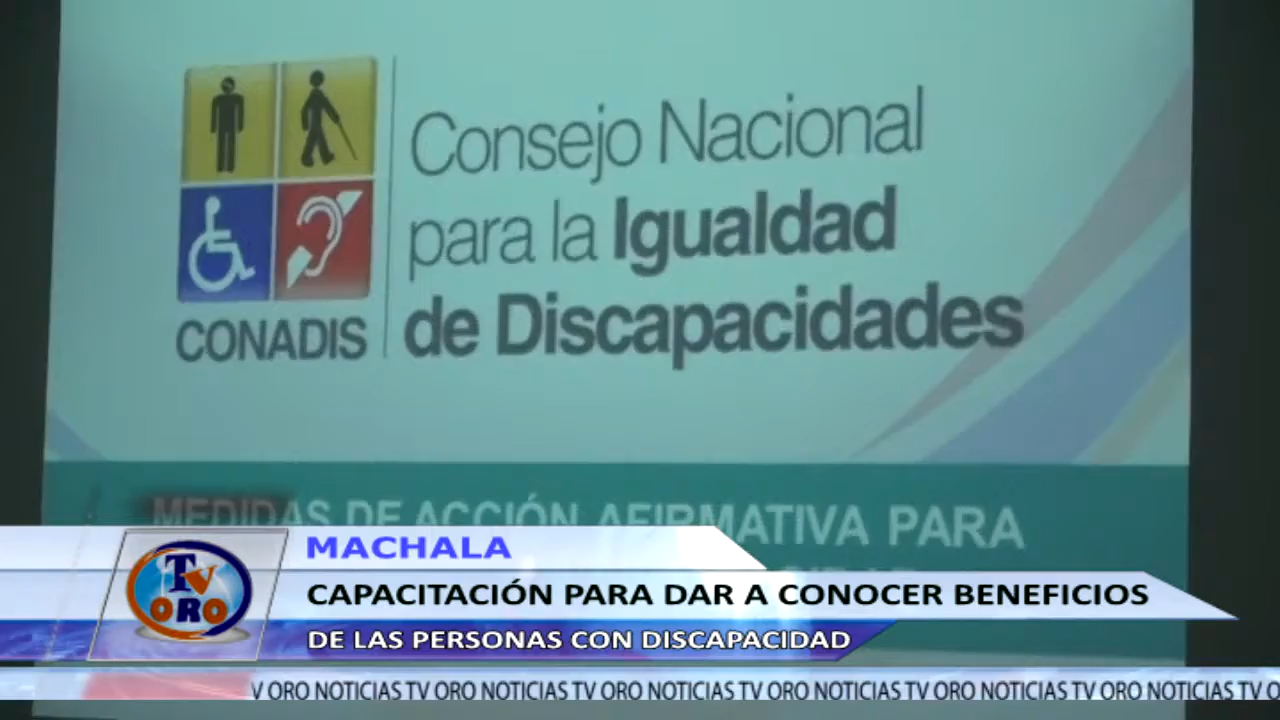 Consejo Nacional
para la Igualdad
de Discapacidades
CONADIS
MEDIDAS DE ACCIÓN AFIRMATIVA PARA
TV
ORO
MACHALA
CAPACITACIÓN PARA DAR A CONOCER BENEFICIOS
DE LAS PERSONAS CON DISCAPACIDAD
V ORO NOTICIAS TV ORO NOTICIAS TV ORO NOTICIAS TV ORO NOTICIAS TV ORO NOTICIAS TV ORO NOTICIAS TV O